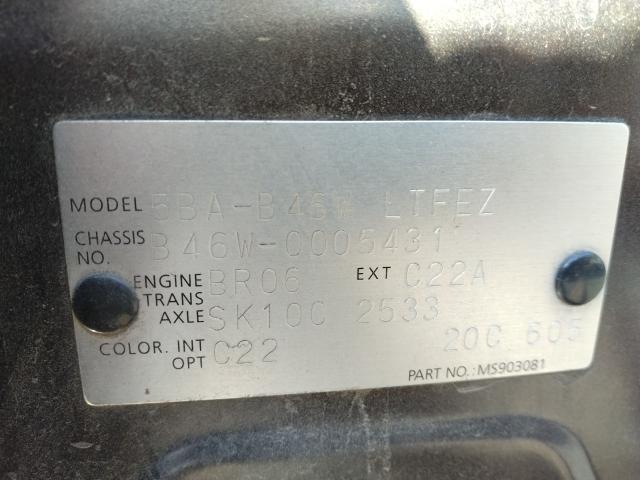 MODEL 5BA-B46W LTFEZ
CHASSIS NO. B46W-0005431
ENGINE BR06 EXT C22A
TRANS AXLE SK10C 2533
COLOR. INT OPT C22 20C 605
PART NO.: MS903081